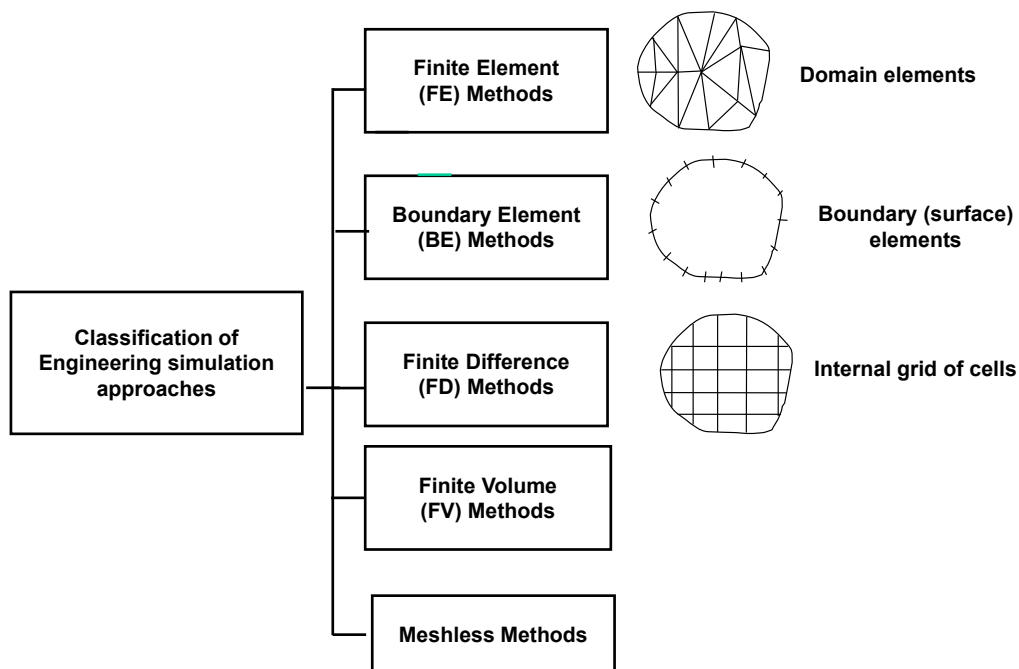 Finite Element
(FE) Methods
Domain elements
Boundary Element
(BE) Methods
Boundary (surface)
elements
Classification of
Engineering simulation
approaches
Finite Difference
(FD) Methods
Internal grid of cells
Finite Volume
(FV) Methods
Meshless Methods